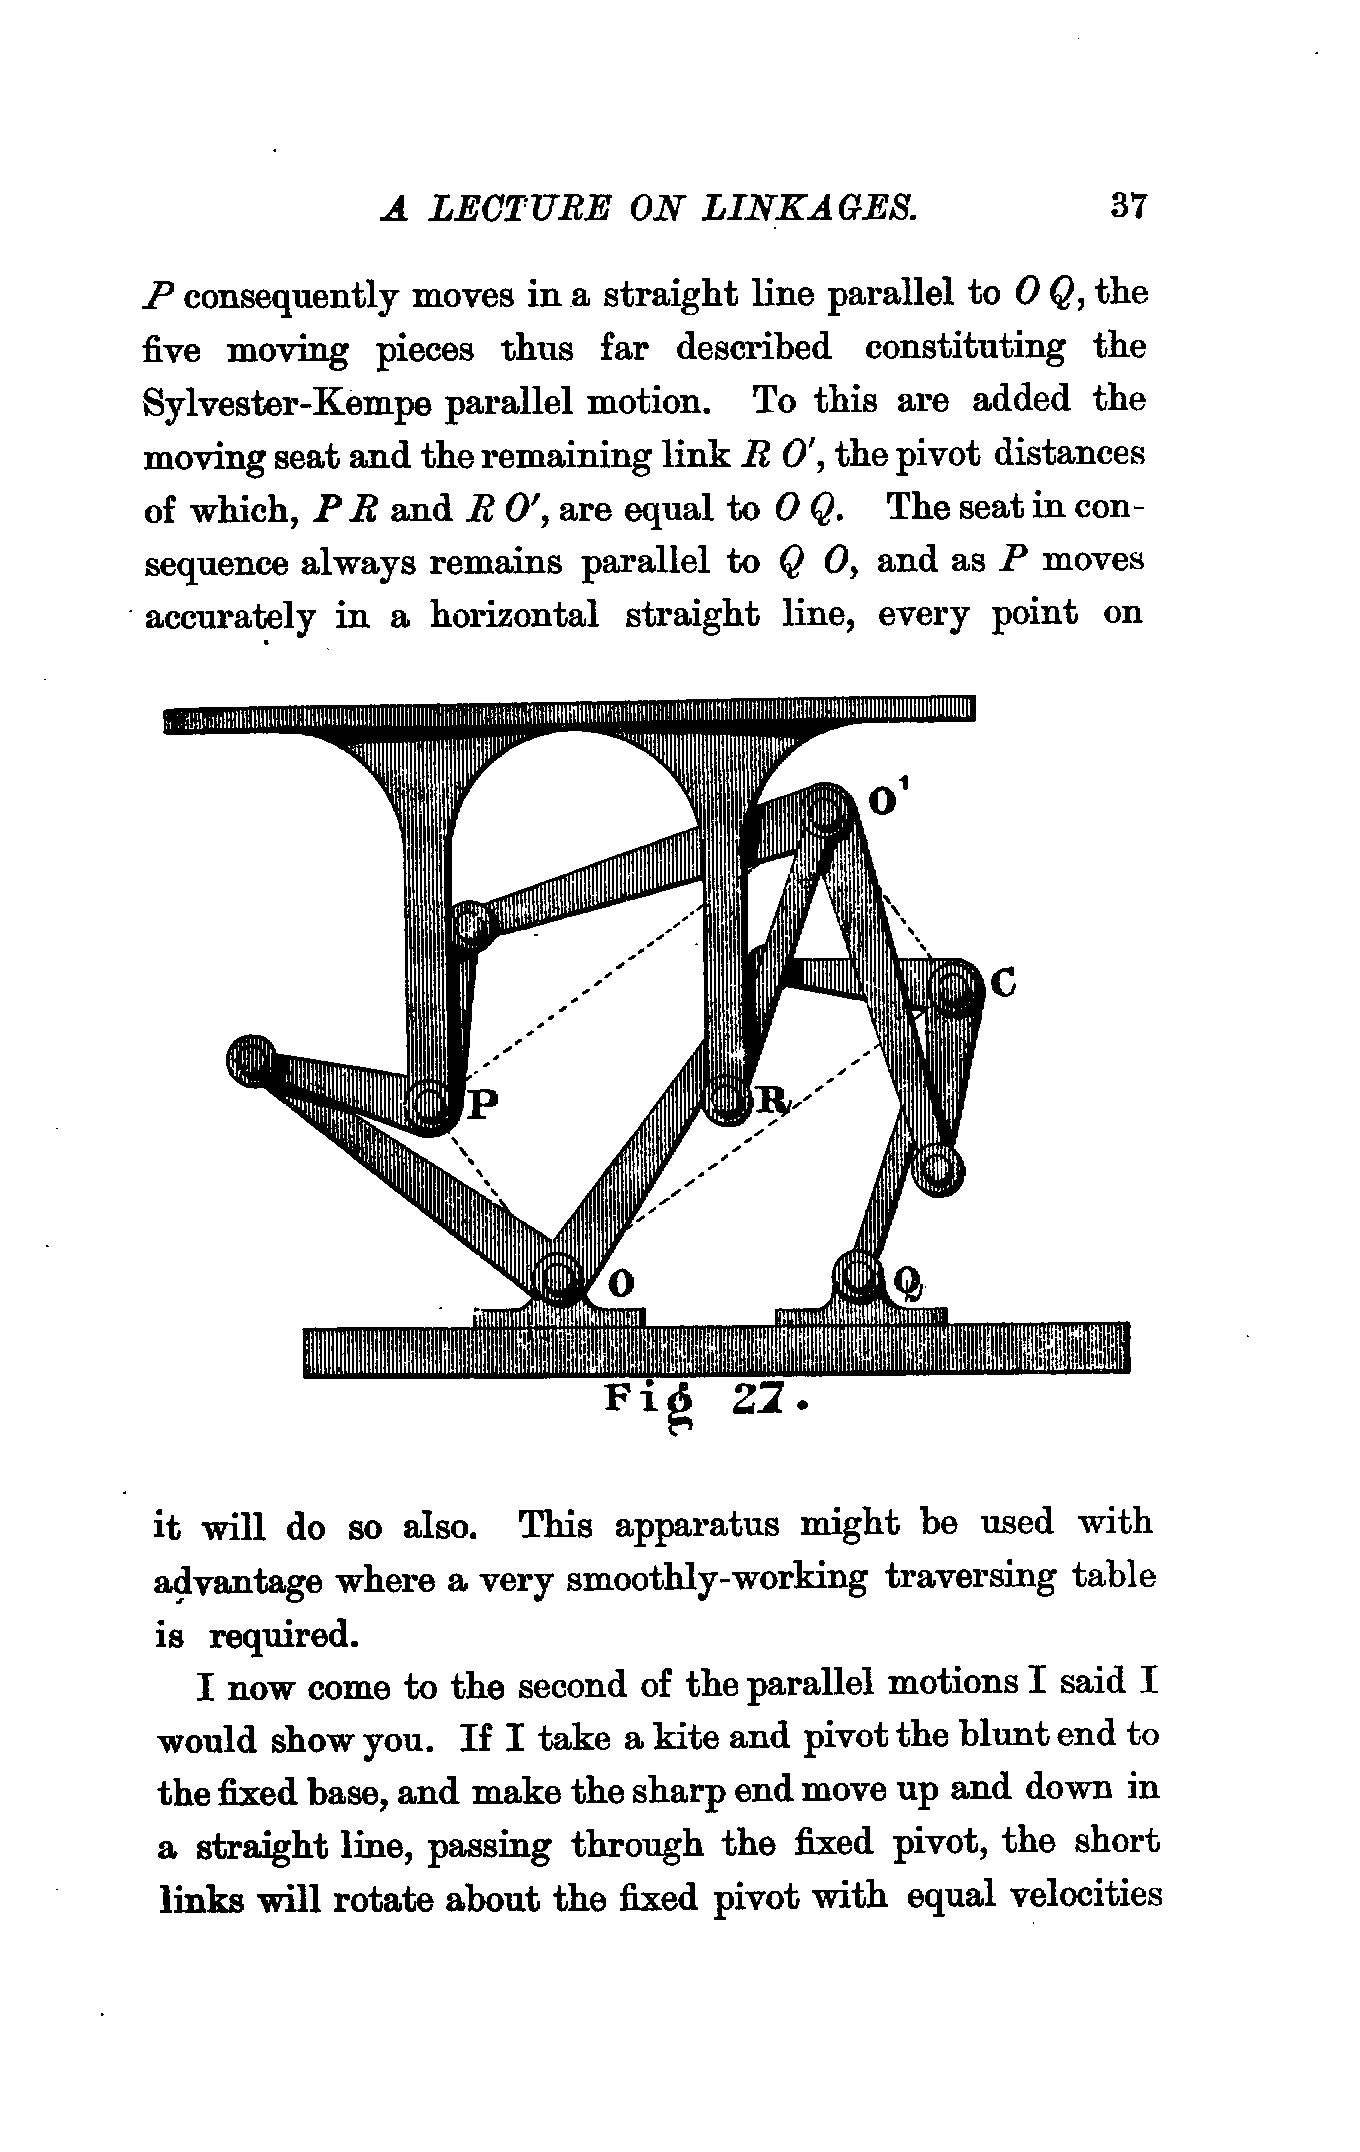 A LECTURE ON LINKAGES. 37
P consequently moves in a straight line parallel to O Q, the
five moving pieces thus far described constituting the
Sylvester-Kempe parallel motion. To this are added the
moving seat and the remaining link R O', the pivot distances
of which, P R and R O', are equal to O Q. The seat in con-
sequence always remains parallel to Q O, and as P moves
accurately in a horizontal straight line, every point on
O'
C
P
R
O
Q
Fig 27.
it will do so also. This apparatus might be used with
advantage where a very smoothly-working traversing table
is required.
I now come to the second of the parallel motions I said I
would show you. If I take a kite and pivot the blunt end to
the fixed base, and make the sharp end move up and down in
a straight line, passing through the fixed pivot, the short
links will rotate about the fixed pivot with equal velocities